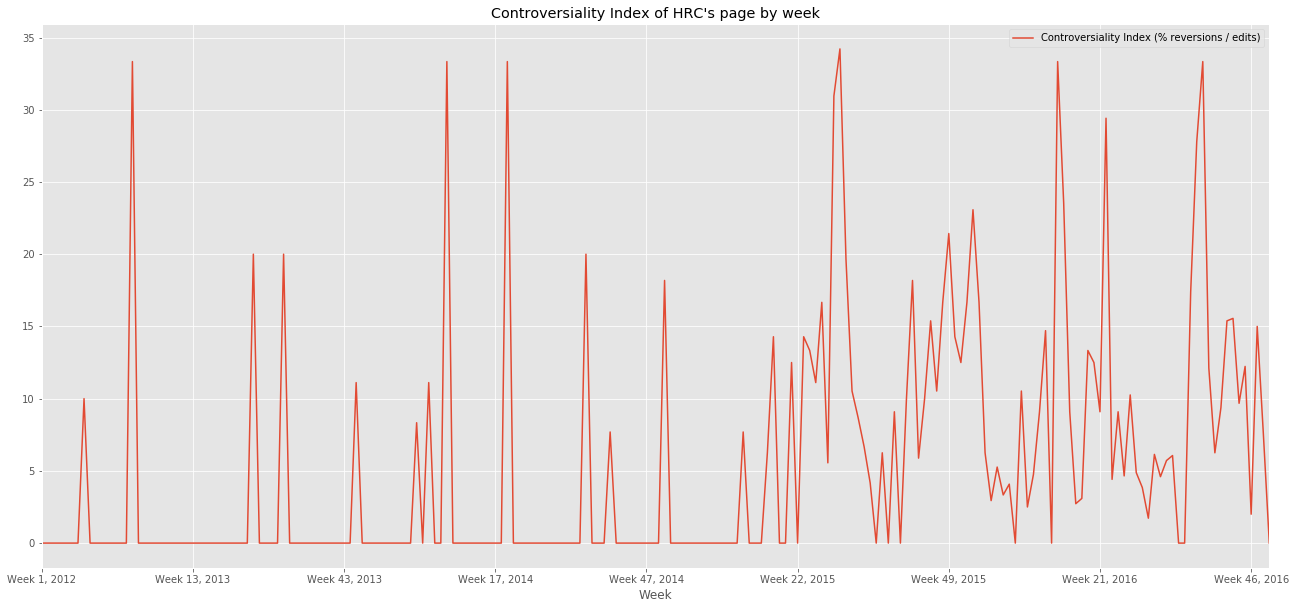 Controversiality Index of HRC's page by week
Controversiality Index (% reversions / edits)
35
30
25
20
15
10
5
0
Week 1, 2012 Week 13, 2013 Week 43, 2013 Week 17, 2014 Week 47, 2014 Week 22, 2015 Week 49, 2015 Week 21, 2016 Week 46, 2016
Week